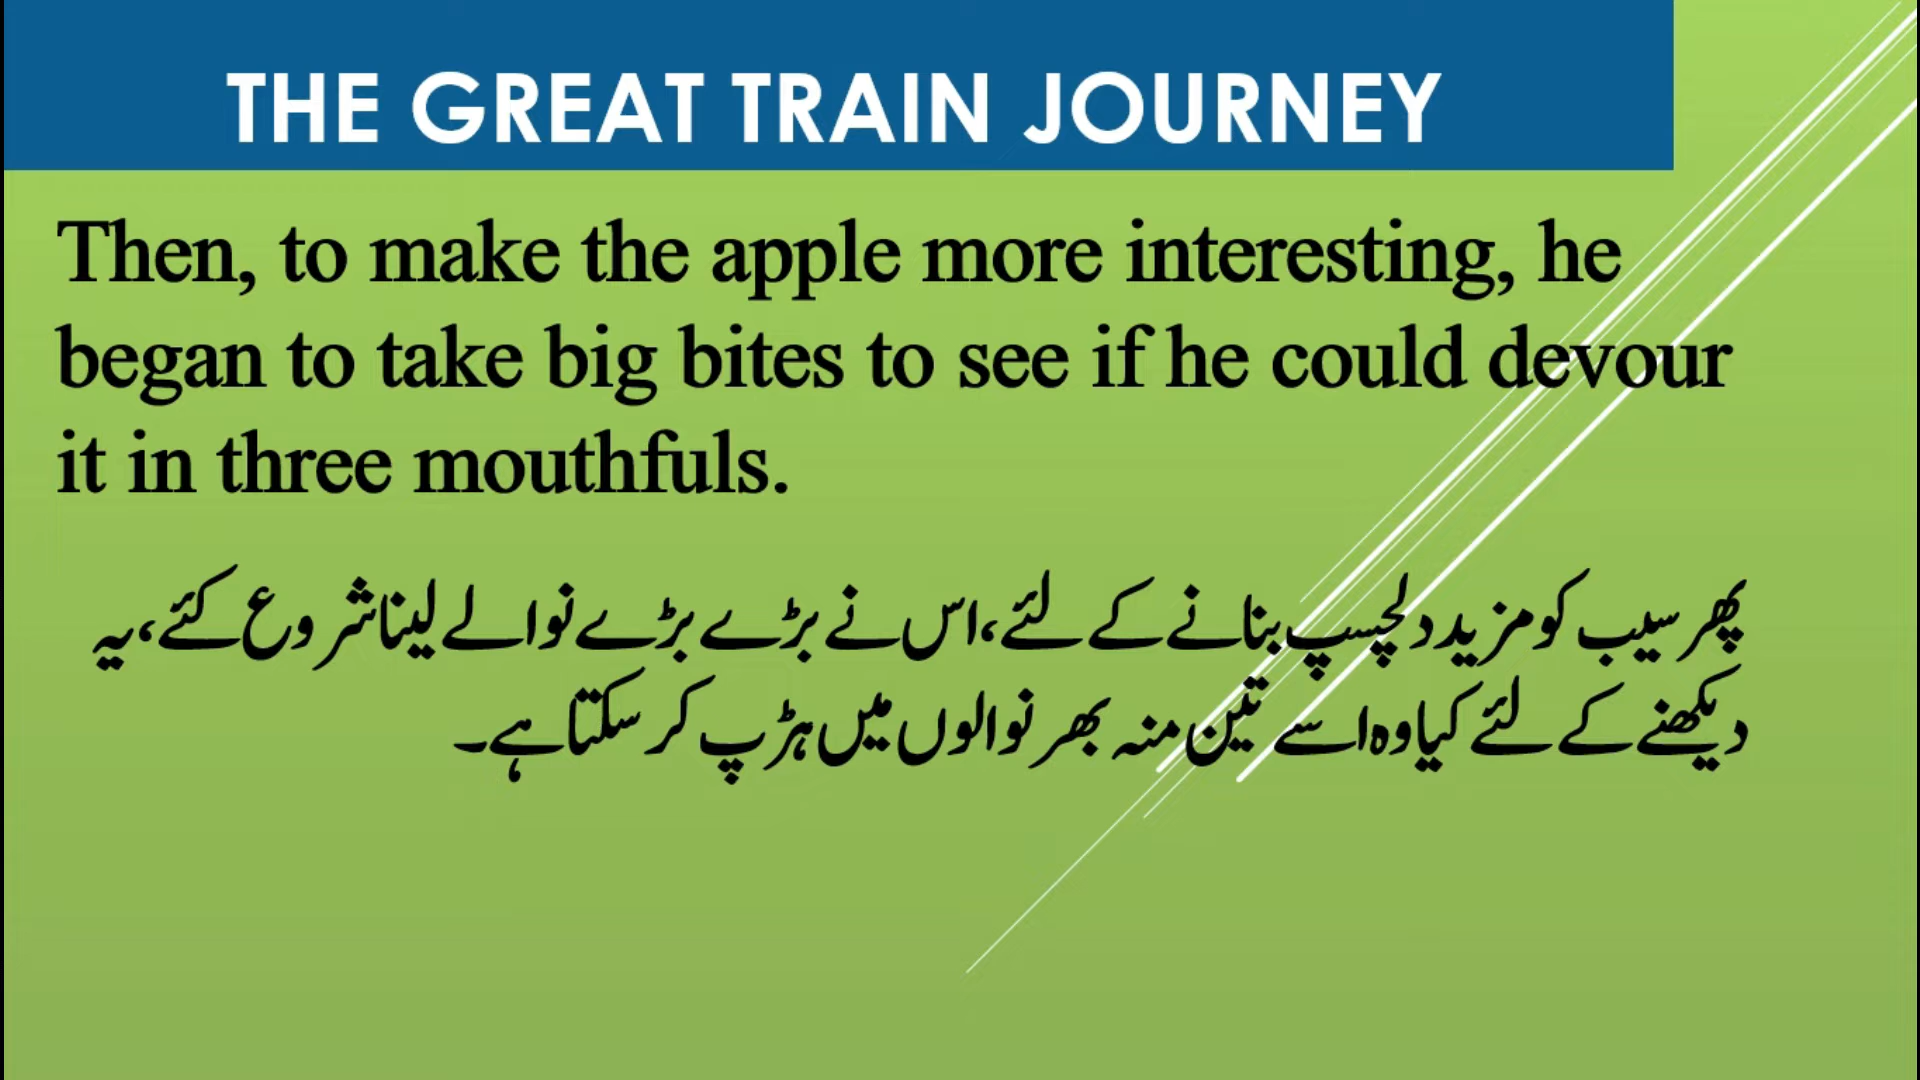 THE GREAT TRAIN JOURNEY
Then, to make the apple more interesting, he
began to take big bites to see if he could devour
it in three mouthfuls.
پھر سیب کو مزید دلچسپ بنانے کے لئے، اس نے بڑے بڑے نوالے لینا شروع کئے، یہ
دیکھنے کے لئے کیا وہ اسے تین منہ بھر نوالوں میں ہڑپ کر سکتا ہے۔